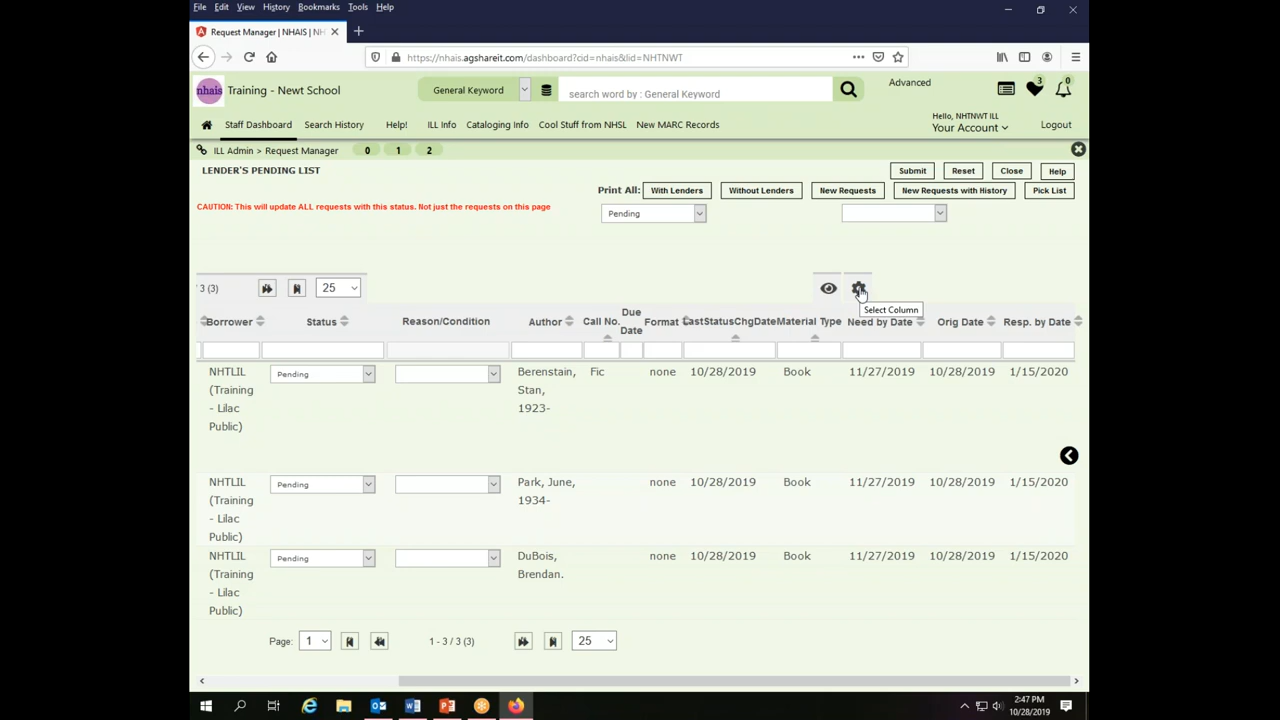 File Edit View History Bookmarks Tools Help
Request Manager | NHAIS | NH
https://nhais.agshareit.com/dashboard?cid=nhais&lid=NHTNWT
nhais Training - Newt School General Keyword search word by : General Keyword Advanced 3 0
Hello, NHTNWT ILL
Staff Dashboard Search History Help! ILL Info Cataloging Info Cool Stuff from NHSL New MARC Records Your Account Logout
ILL Admin > Request Manager 0 1 2
LENDER'S PENDING LIST Submit Reset Close Help
Print All: With Lenders Without Lenders New Requests New Requests with History Pick List
CAUTION: This will update ALL requests with this status. Not just the requests on this page Pending
/ 3 (3) 25
Select Column
Borrower Status Reason/Condition Author Call No. Due Date Format LastStatusChgDate Material Type Need by Date Orig Date Resp. by Date
NHTLIL Pending Berenstain, Fic none 10/28/2019 Book 11/27/2019 10/28/2019 1/15/2020
(Training Stan,
- Lilac 1923-
Public)
NHTLIL Pending Park, June, none 10/28/2019 Book 11/27/2019 10/28/2019 1/15/2020
(Training 1934-
- Lilac
Public)
NHTLIL Pending DuBois, none 10/28/2019 Book 11/27/2019 10/28/2019 1/15/2020
(Training Brendan.
- Lilac
Public)
Page: 1 1 - 3 / 3 (3) 25
2:47 PM
10/28/2019